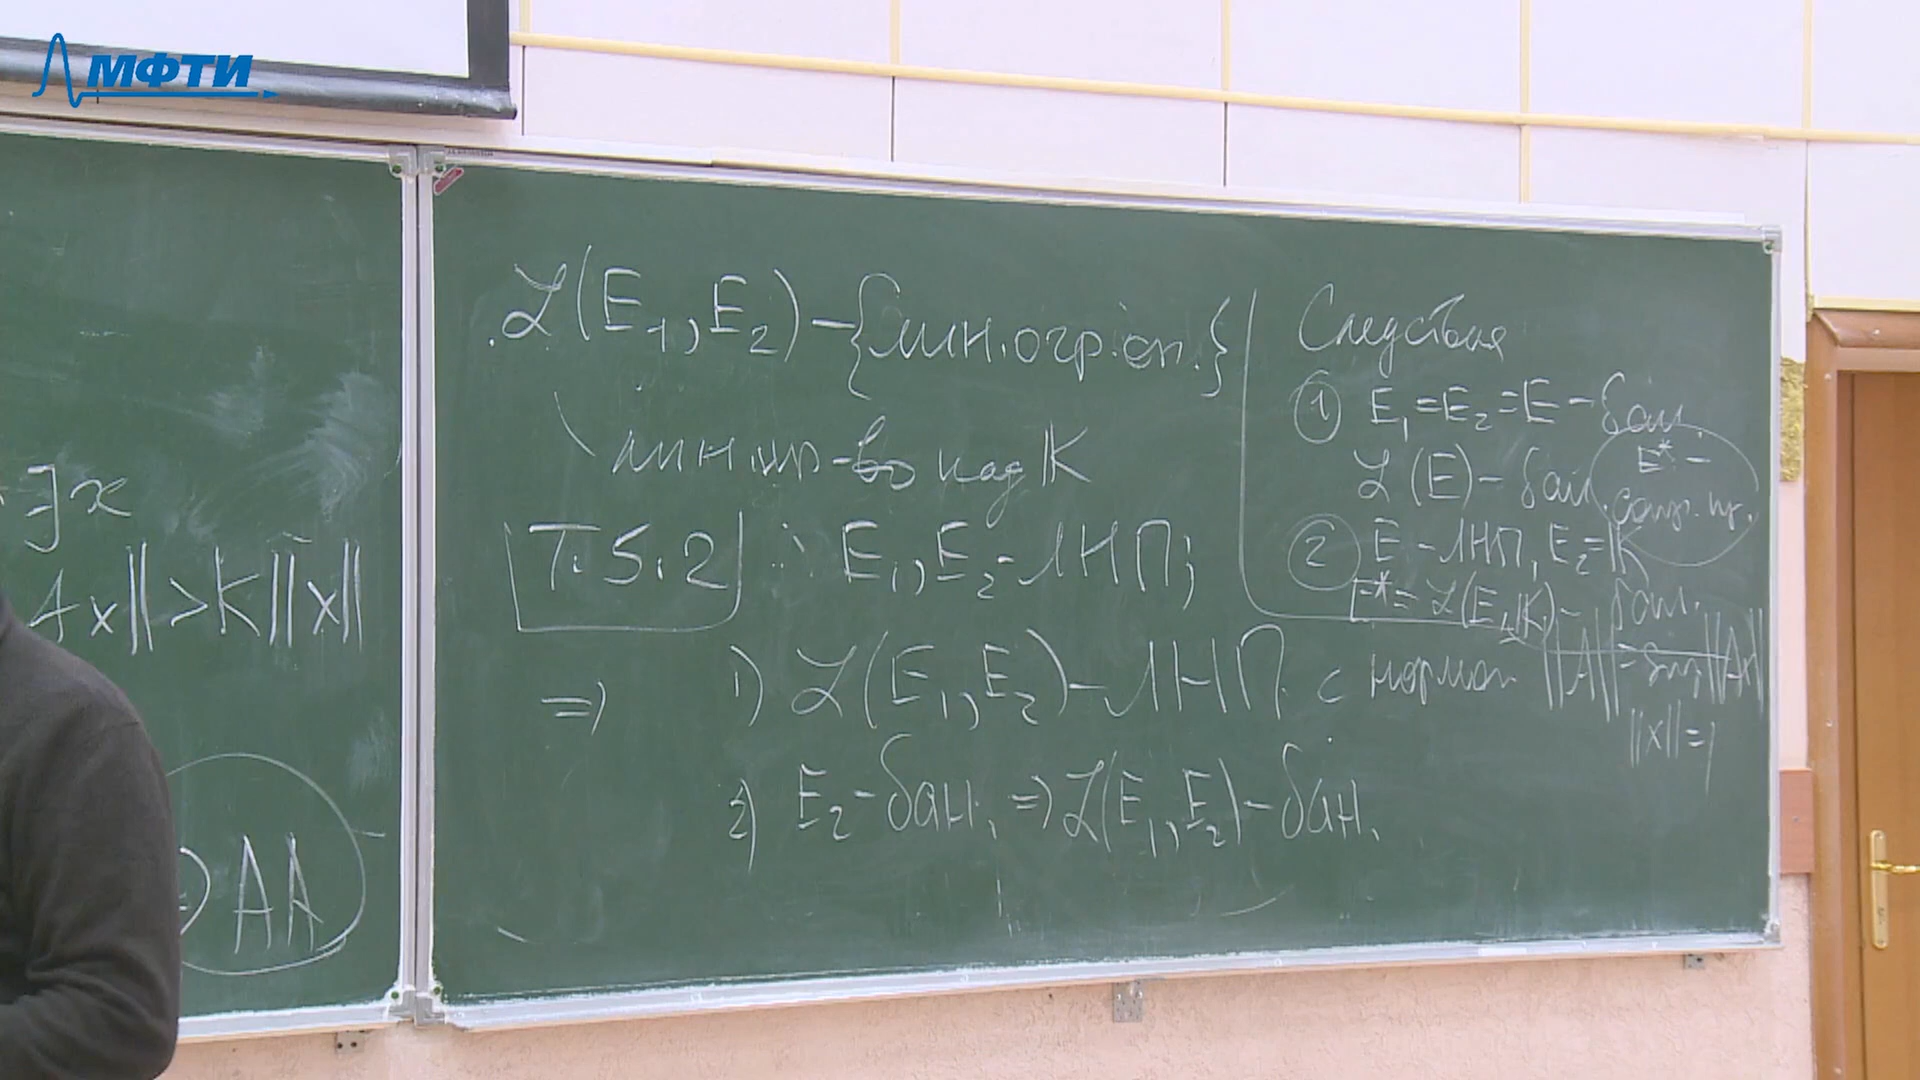 МФТИ
∃x
Ax‖>K‖x‖
AA
ℒ(E₁,E₂) – {лин. огр. оп.}
лин. пр-во над 𝕂
Т.5.2 : E₁,E₂ - ЛНП;
⇒ 1) ℒ(E₁,E₂) – ЛНП с нормой ‖A‖ = sup‖Ax‖
‖x‖=1
2) E₂ – бан. ⇒ ℒ(E₁,E₂) – бан.
Следствия
① E₁=E₂=E – бан.
ℒ(E) – бан.
E* –
сопр. пр.
② E – ЛНП, E₂=𝕂
E* = ℒ(E,𝕂) – бан.